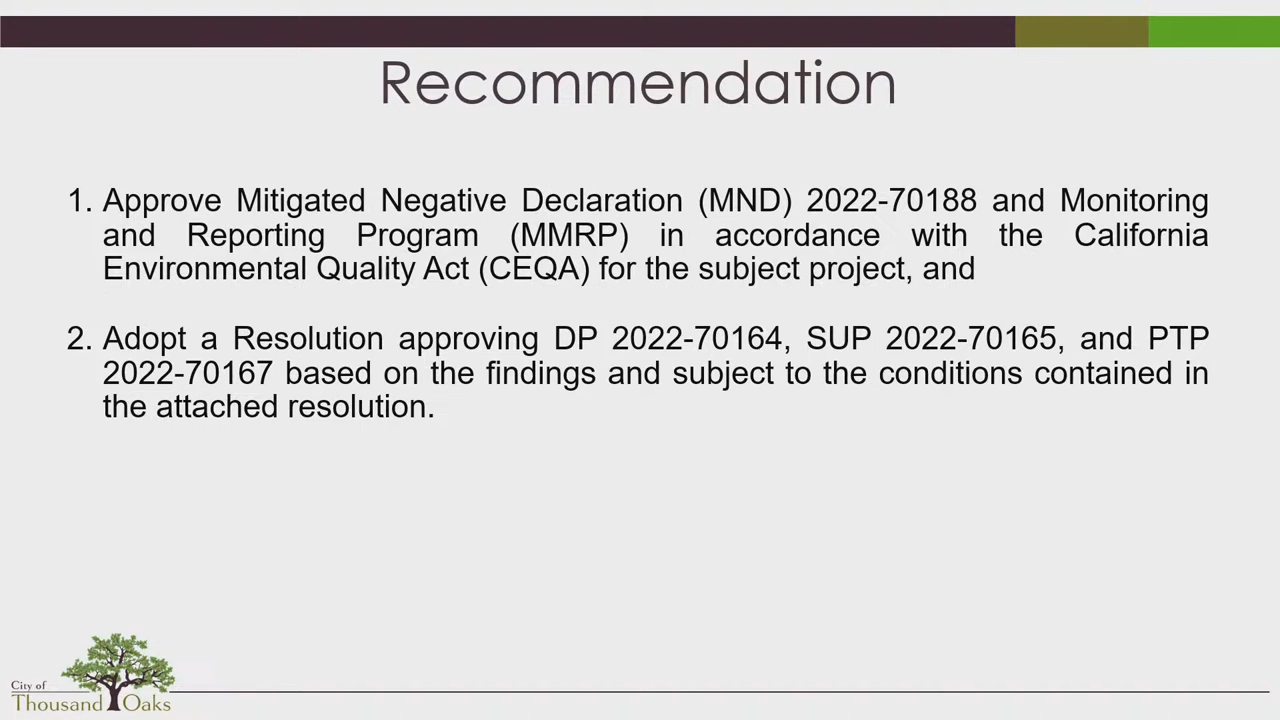 Recommendation
1. Approve Mitigated Negative Declaration (MND) 2022-70188 and Monitoring
and Reporting Program (MMRP) in accordance with the California
Environmental Quality Act (CEQA) for the subject project, and
2. Adopt a Resolution approving DP 2022-70164, SUP 2022-70165, and PTP
2022-70167 based on the findings and subject to the conditions contained in
the attached resolution.
City of
Thousand Oaks